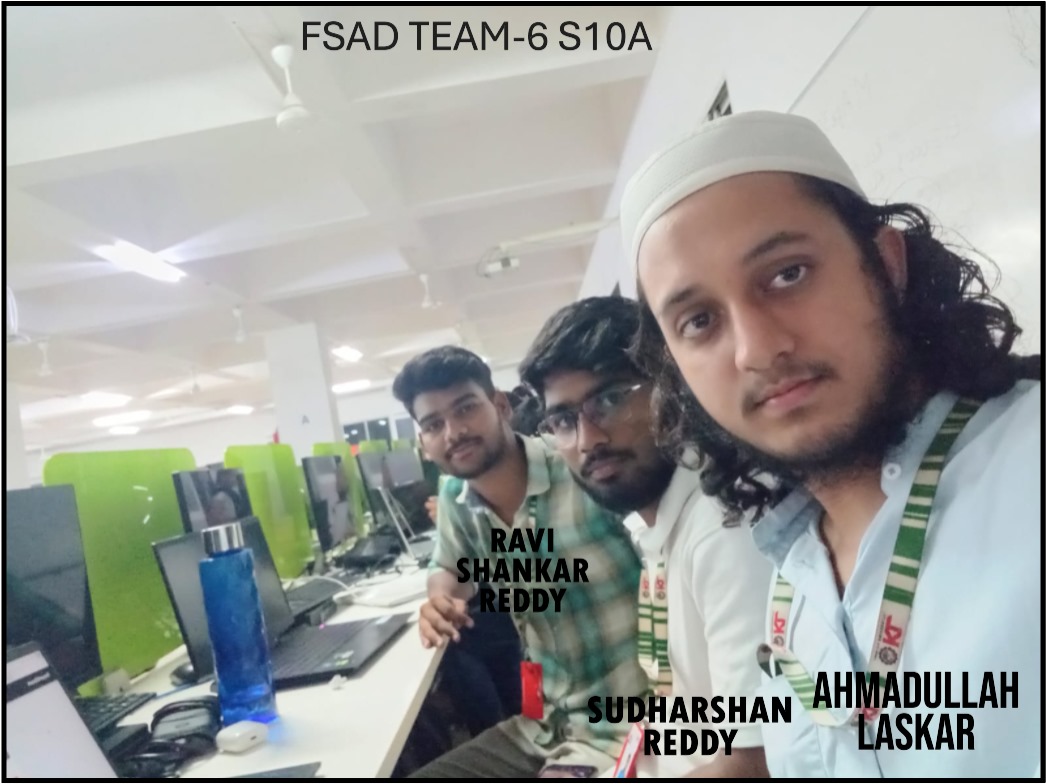 FSAD TEAM-6 S10A
A
RAVI
SHANKAR
REDDY
SUDHARSHAN
REDDY
AHMADULLAH
LASKAR